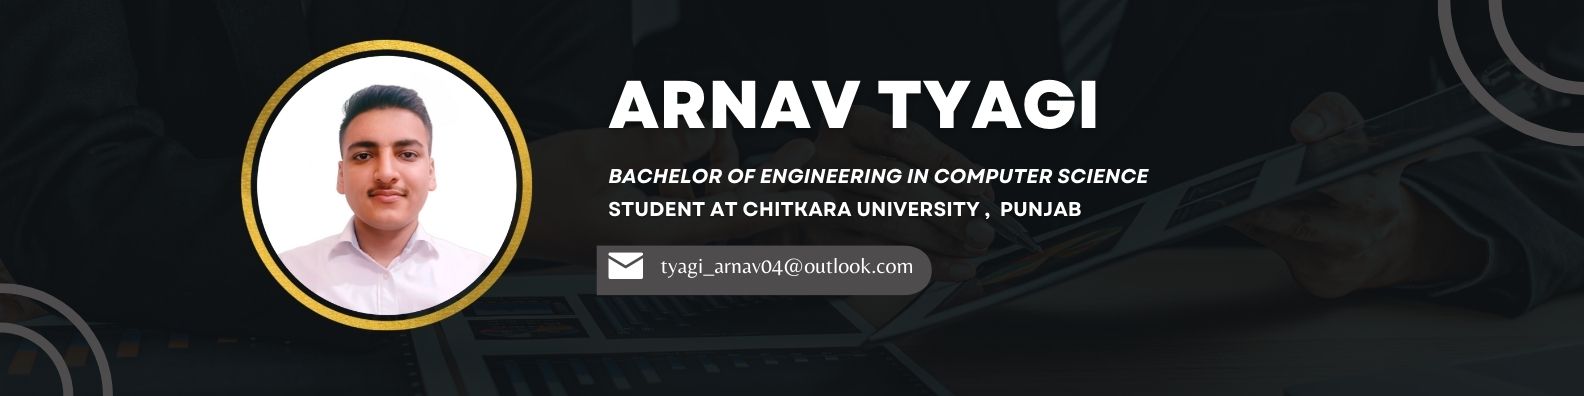 ARNAV TYAGI
BACHELOR OF ENGINEERING IN COMPUTER SCIENCE
STUDENT AT CHITKARA UNIVERSITY , PUNJAB
tyagi_arnav04@outlook.com